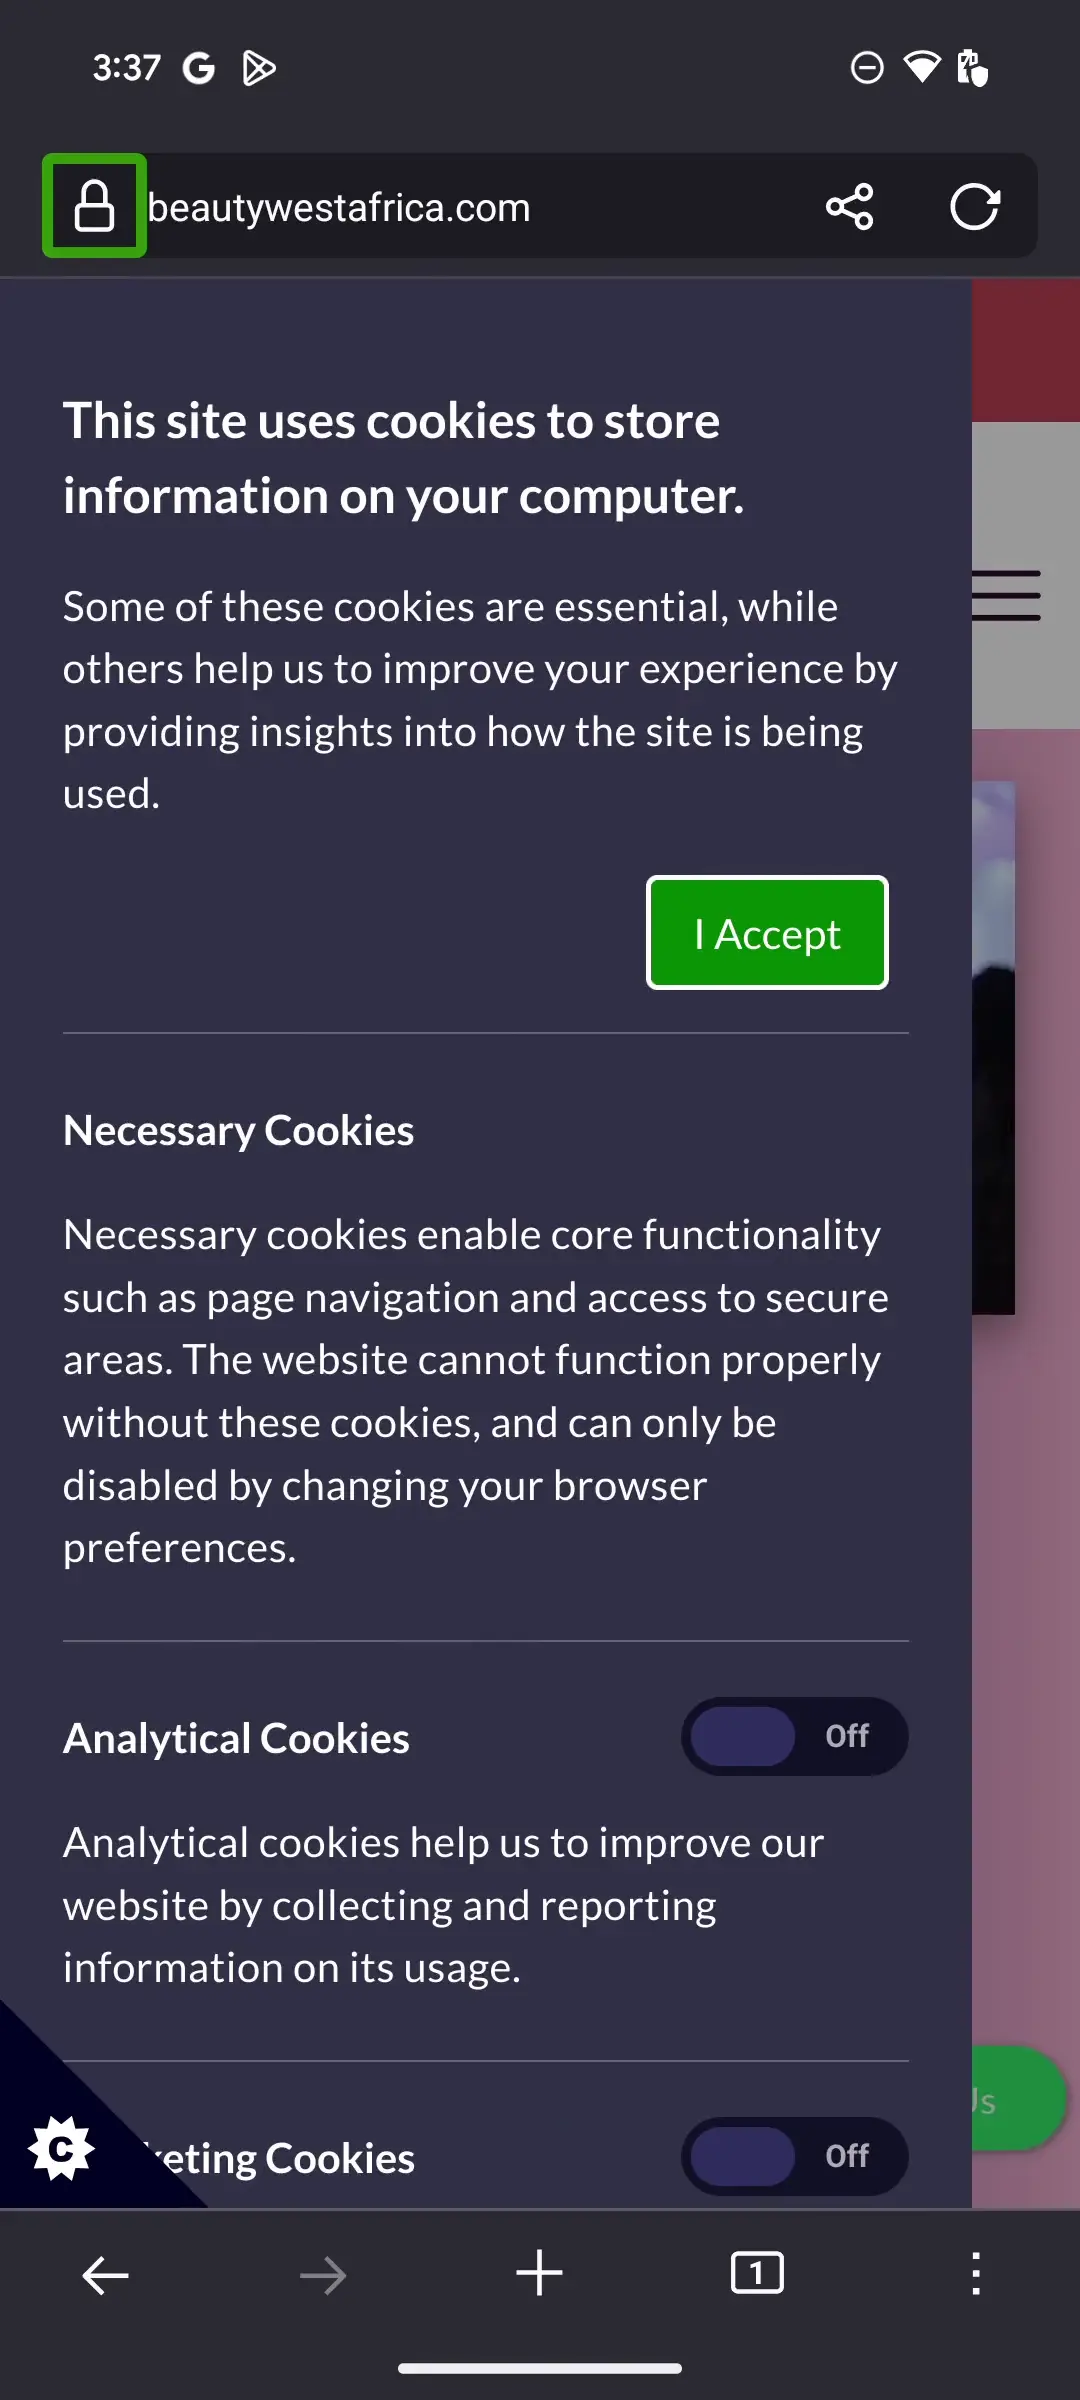 3:37
beautywestafrica.com
This site uses cookies to store
information on your computer.
Some of these cookies are essential, while
others help us to improve your experience by
providing insights into how the site is being
used.
I Accept
Necessary Cookies
Necessary cookies enable core functionality
such as page navigation and access to secure
areas. The website cannot function properly
without these cookies, and can only be
disabled by changing your browser
preferences.
Analytical Cookies
Off
Analytical cookies help us to improve our
website by collecting and reporting
information on its usage.
Us
keting Cookies
Off
1